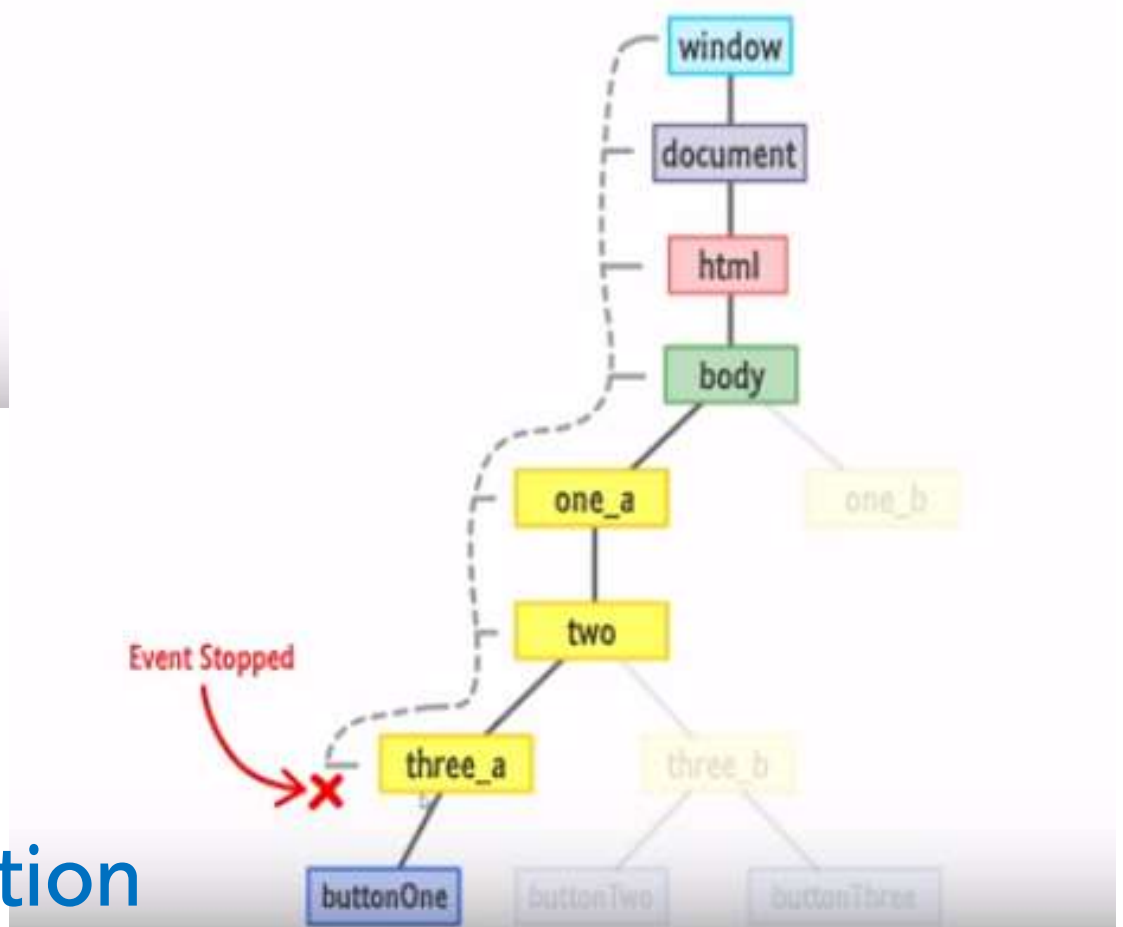 window
document
html
body
one_a one_b
two
Event Stopped
three_a three_b
tion
buttonOne buttonTwo buttonThree